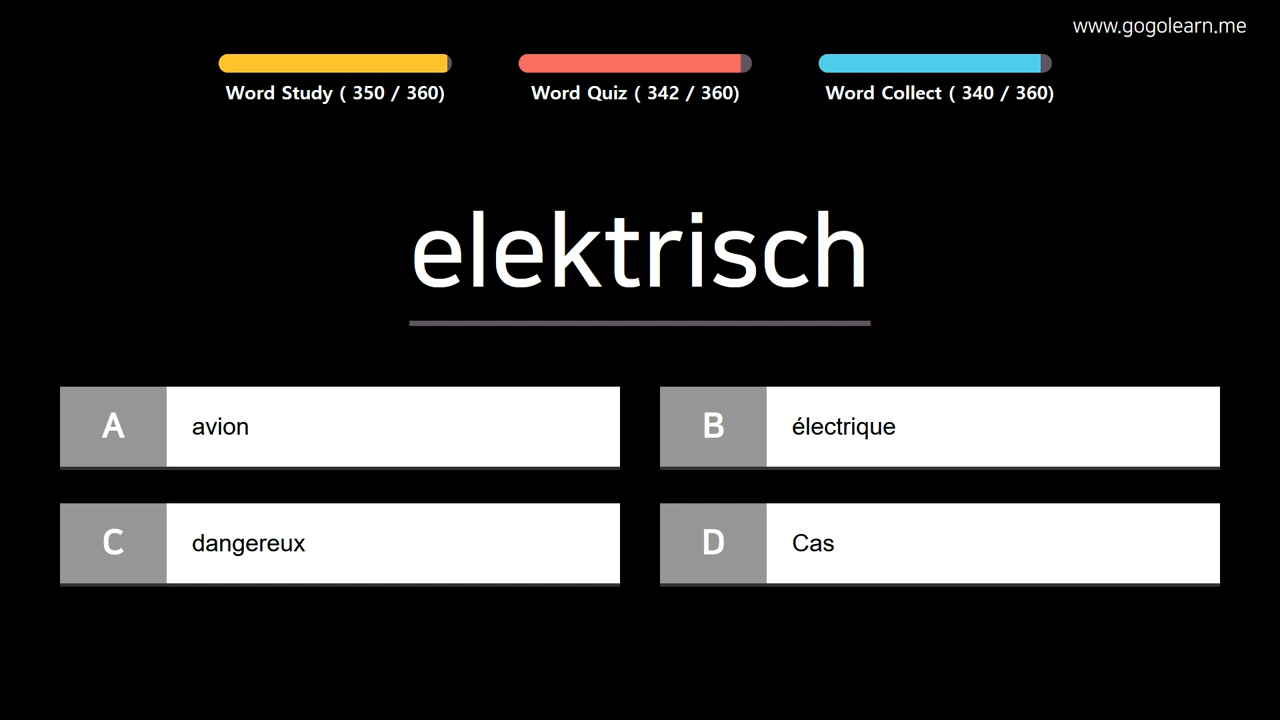 www.gogolearn.me
Word Study ( 350 / 360)
Word Quiz ( 342 / 360)
Word Collect ( 340 / 360)
elektrisch
A avion
B électrique
C dangereux
D Cas